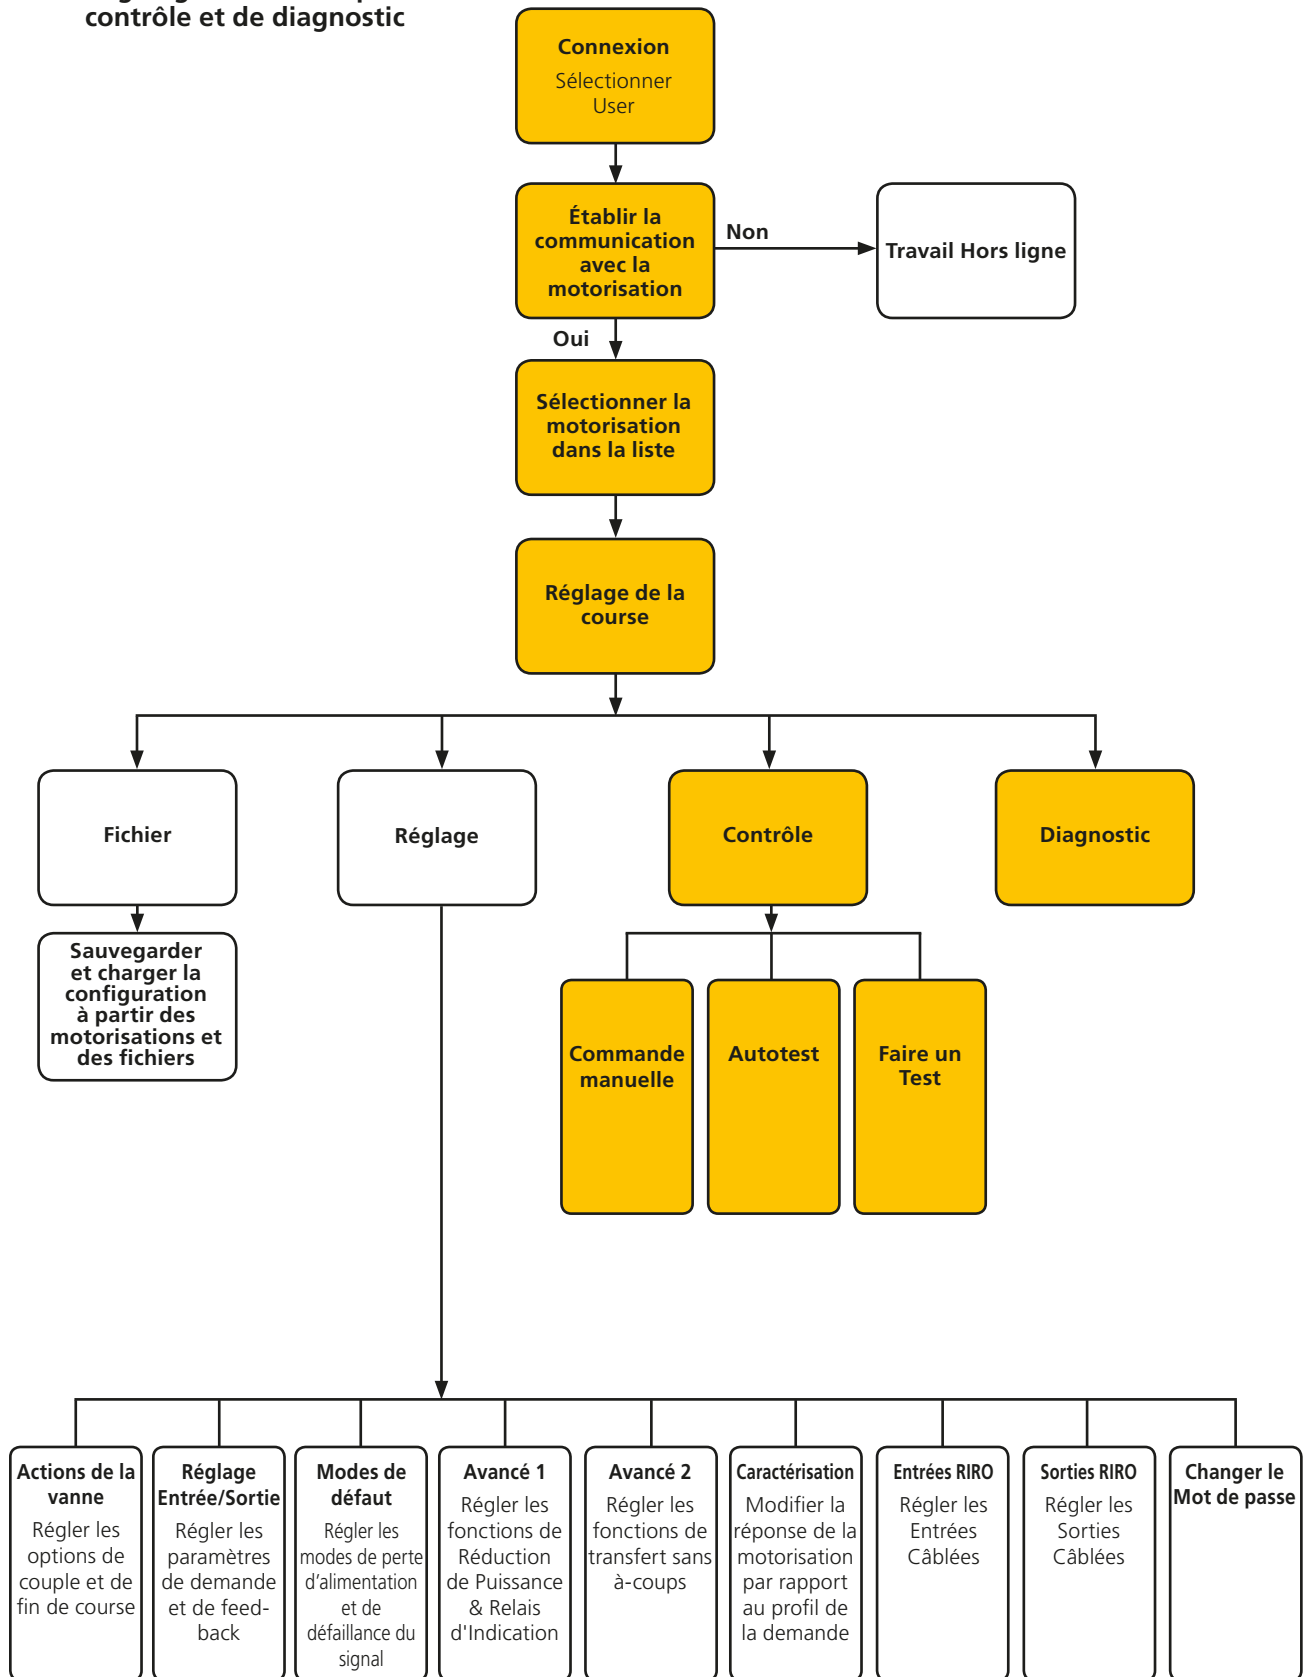 contrôle et de diagnostic
Connexion
Sélectionner
User
Établir la
communication
avec la
motorisation
Non
Travail Hors ligne
Oui
Sélectionner la
motorisation
dans la liste
Réglage de la
course
Fichier
Réglage
Contrôle
Diagnostic
Sauvegarder
et charger la
configuration
à partir des
motorisations et
des fichiers
Commande
manuelle
Autotest
Faire un
Test
Actions de la
vanne
Régler les
options de
couple et de
fin de course
Réglage
Entrée/Sortie
Régler les
paramètres
de demande
et de feed-
back
Modes de
défaut
Régler les
modes de perte
d’alimentation
et de
défaillance du
signal
Avancé 1
Régler les
fonctions de
Réduction
de Puissance
& Relais
d'Indication
Avancé 2
Régler les
fonctions de
transfert sans
à-coups
Caractérisation
Modifier la
réponse de la
motorisation
par rapport
au profil de
la demande
Entrées RIRO
Régler les
Entrées
Câblées
Sorties RIRO
Régler les
Sorties
Câblées
Changer le
Mot de passe